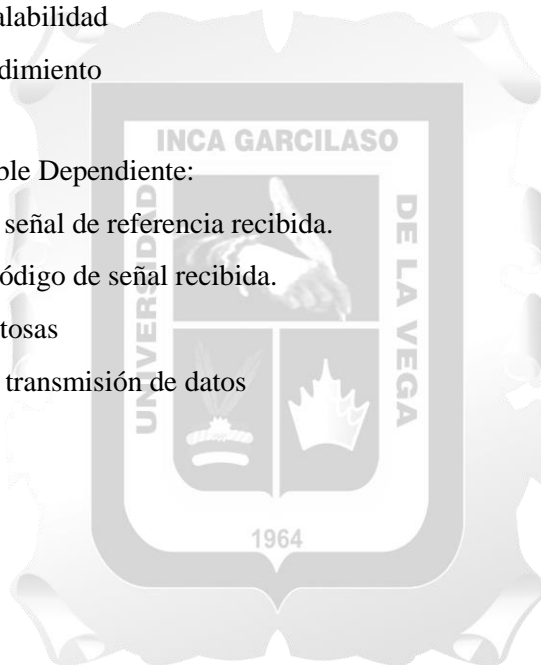 alabilidad
dimiento
INCA GARCILASO
ble Dependiente:
señal de referencia recibida.
ódigo de señal recibida.
tosas
transmisión de datos
UNIVERSIDAD
DE LA VEGA
1964